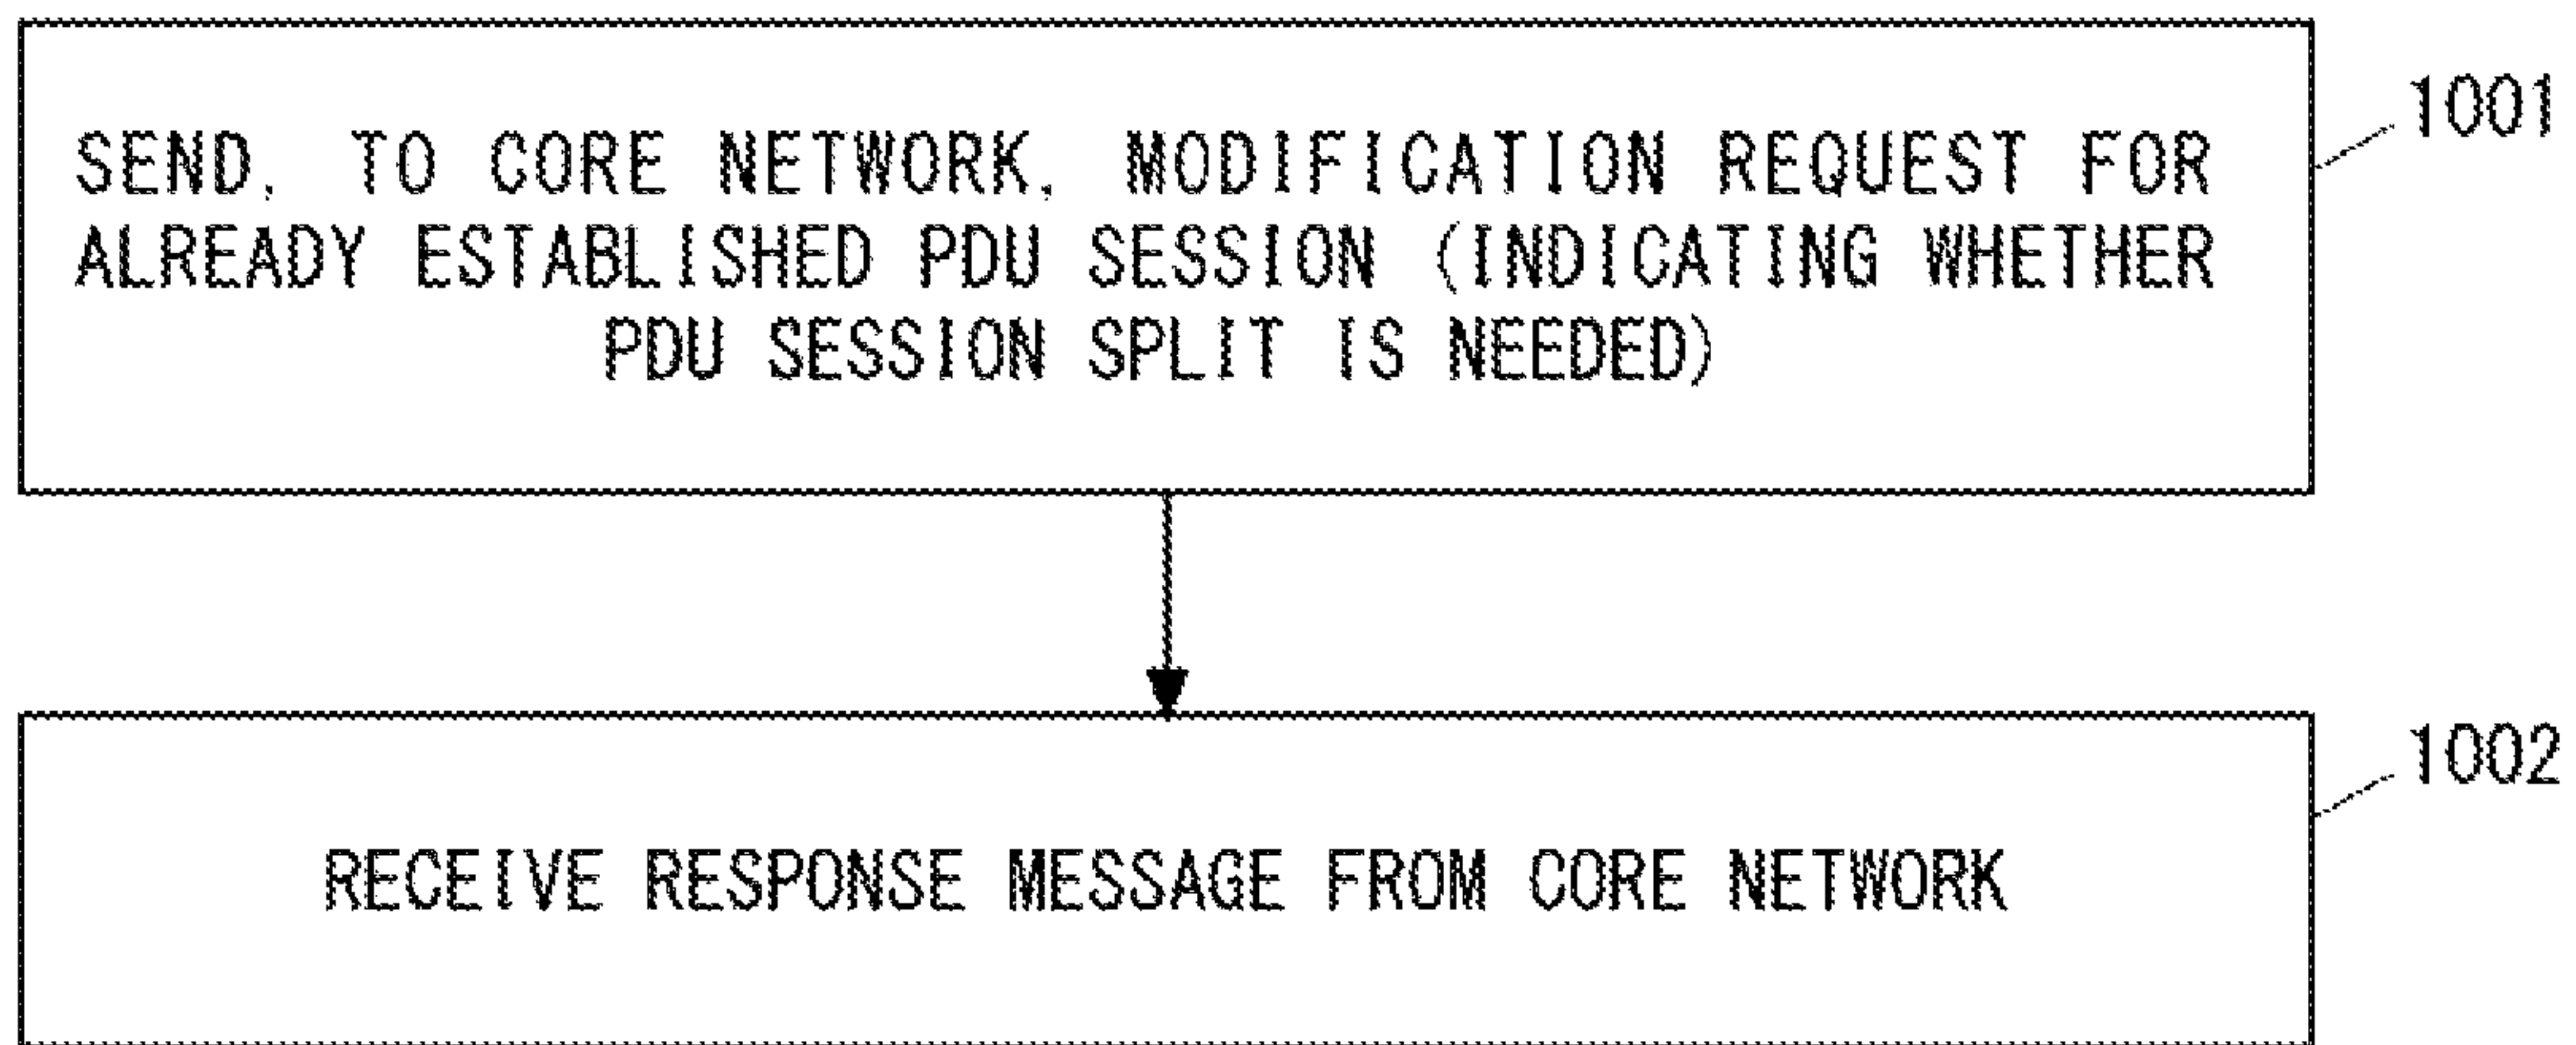 SEND, TO CORE NETWORK, MODIFICATION REQUEST FOR
ALREADY ESTABLISHED PDU SESSION (INDICATING WHETHER
PDU SESSION SPLIT IS NEEDED)
1001
RECEIVE RESPONSE MESSAGE FROM CORE NETWORK
1002